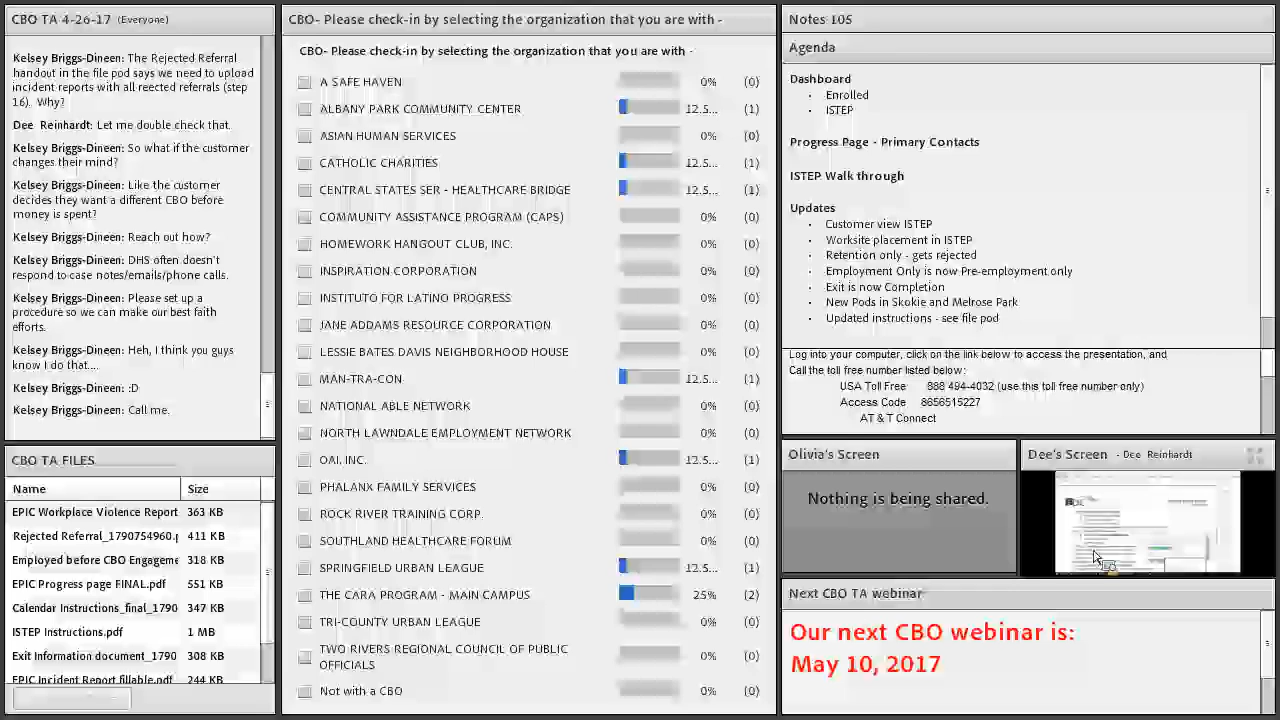 CBO TA 4-26-17 (Everyone)
Kelsey Briggs-Dineen: The Rejected Referral
handout in the file pod says we need to upload
incident reports with all reected referrals (step
16). Why?
Dee Reinhardt: Let me double check that.
Kelsey Briggs-Dineen: So what if the customer
changes their mind?
Kelsey Briggs-Dineen: Like the customer
decides they want a different CBO before
money is spent?
Kelsey Briggs-Dineen: Reach out how?
Kelsey Briggs-Dineen: DHS often doesn't
respond to case notes/emails/phone calls.
Kelsey Briggs-Dineen: Please set up a
procedure so we can make our best faith
efforts.
Kelsey Briggs-Dineen: Heh, I think you guys
know I do that....
Kelsey Briggs-Dineen: :D
Kelsey Briggs-Dineen: Call me.
CBO TA FILES
Name Size
EPIC Workplace Violence Report 363 KB
Rejected Referral_1790754960.p 411 KB
Employed before CBO Engageme 318 KB
EPIC Progress page FINAL.pdf 551 KB
Calendar Instructions_final_1790 347 KB
ISTEP Instructions.pdf 1 MB
Exit Information document_1790 308 KB
EPIC Incident Report fillable.pdf 244 KB
CBO- Please check-in by selecting the organization that you are with -
CBO- Please check-in by selecting the organization that you are with -
A SAFE HAVEN 0% (0)
ALBANY PARK COMMUNITY CENTER 12.5... (1)
ASIAN HUMAN SERVICES 0% (0)
CATHOLIC CHARITIES 12.5... (1)
CENTRAL STATES SER - HEALTHCARE BRIDGE 12.5... (1)
COMMUNITY ASSISTANCE PROGRAM (CAPS) 0% (0)
HOMEWORK HANGOUT CLUB, INC. 0% (0)
INSPIRATION CORPORATION 0% (0)
INSTITUTO FOR LATINO PROGRESS 0% (0)
JANE ADDAMS RESOURCE CORPORATION 0% (0)
LESSIE BATES DAVIS NEIGHBORHOOD HOUSE 0% (0)
MAN-TRA-CON 12.5... (1)
NATIONAL ABLE NETWORK 0% (0)
NORTH LAWNDALE EMPLOYMENT NETWORK 0% (0)
OAI, INC. 12.5... (1)
PHALANX FAMILY SERVICES 0% (0)
ROCK RIVER TRAINING CORP. 0% (0)
SOUTHLAND HEALTHCARE FORUM 0% (0)
SPRINGFIELD URBAN LEAGUE 12.5... (1)
THE CARA PROGRAM - MAIN CAMPUS 25% (2)
TRI-COUNTY URBAN LEAGUE 0% (0)
TWO RIVERS REGIONAL COUNCIL OF PUBLIC
OFFICIALS 0% (0)
Not with a CBO 0% (0)
Notes 105
Agenda
Dashboard
• Enrolled
• ISTEP
Progress Page - Primary Contacts
ISTEP Walk through
Updates
• Customer view ISTEP
• Worksite placement in ISTEP
• Retention only - gets rejected
• Employment Only is now Pre-employment only
• Exit is now Completion
• New Pods in Skokie and Melrose Park
• Updated instructions - see file pod
Log into your computer, click on the link below to access the presentation, and
Call the toll free number listed below:
USA Toll Free 888 494-4032 (use this toll free number only)
Access Code 8656515227
AT & T Connect
Olivia's Screen
Nothing is being shared.
Dee's Screen - Dee Reinhardt
Next CBO TA webinar
Our next CBO webinar is:
May 10, 2017